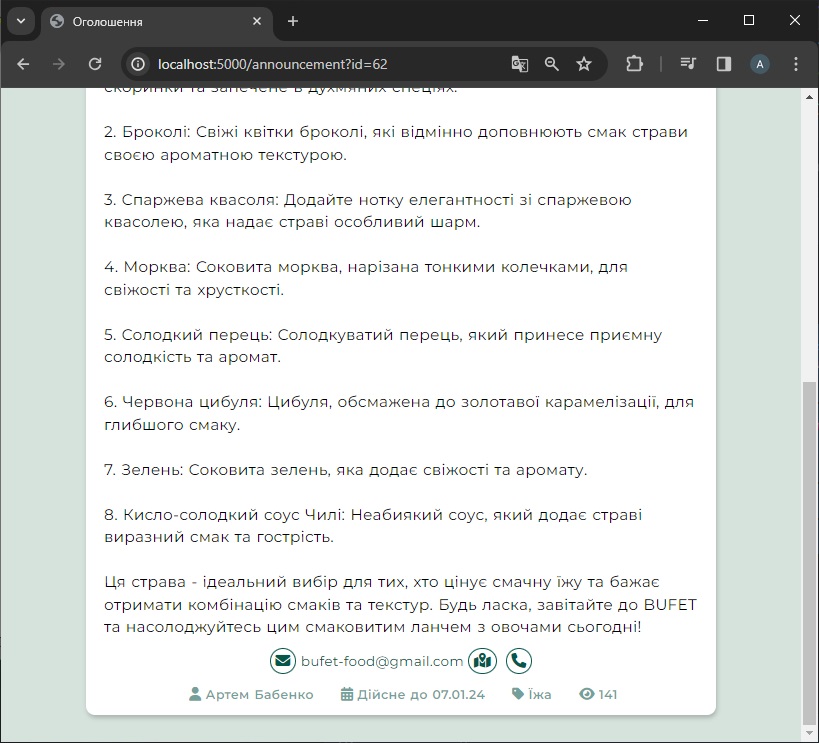 Оголошення
localhost:5000/announcement?id=62
A
скоринки та запечене в духмяних спеціях.
2. Броколі: Свіжі квітки броколі, які відмінно доповнюють смак страви
своєю ароматною текстурою.
3. Спаржева квасоля: Додайте нотку елегантності зі спаржевою
квасолею, яка надає страві особливий шарм.
4. Морква: Соковита морква, нарізана тонкими колечками, для
свіжості та хрусткості.
5. Солодкий перець: Солодкуватий перець, який принесе приємну
солодкість та аромат.
6. Червона цибуля: Цибуля, обсмажена до золотавої карамелізації, для
глибшого смаку.
7. Зелень: Соковита зелень, яка додає свіжості та аромату.
8. Кисло-солодкий соус Чилі: Неабиякий соус, який додає страві
виразний смак та гострість.
Ця страва - ідеальний вибір для тих, хто цінує смачну їжу та бажає
отримати комбінацію смаків та текстур. Будь ласка, завітайте до BUFET
та насолоджуйтесь цим смаковитим ланчем з овочами сьогодні!
bufet-food@gmail.com
Артем Бабенко Дійсне до 07.01.24 Їжа 141